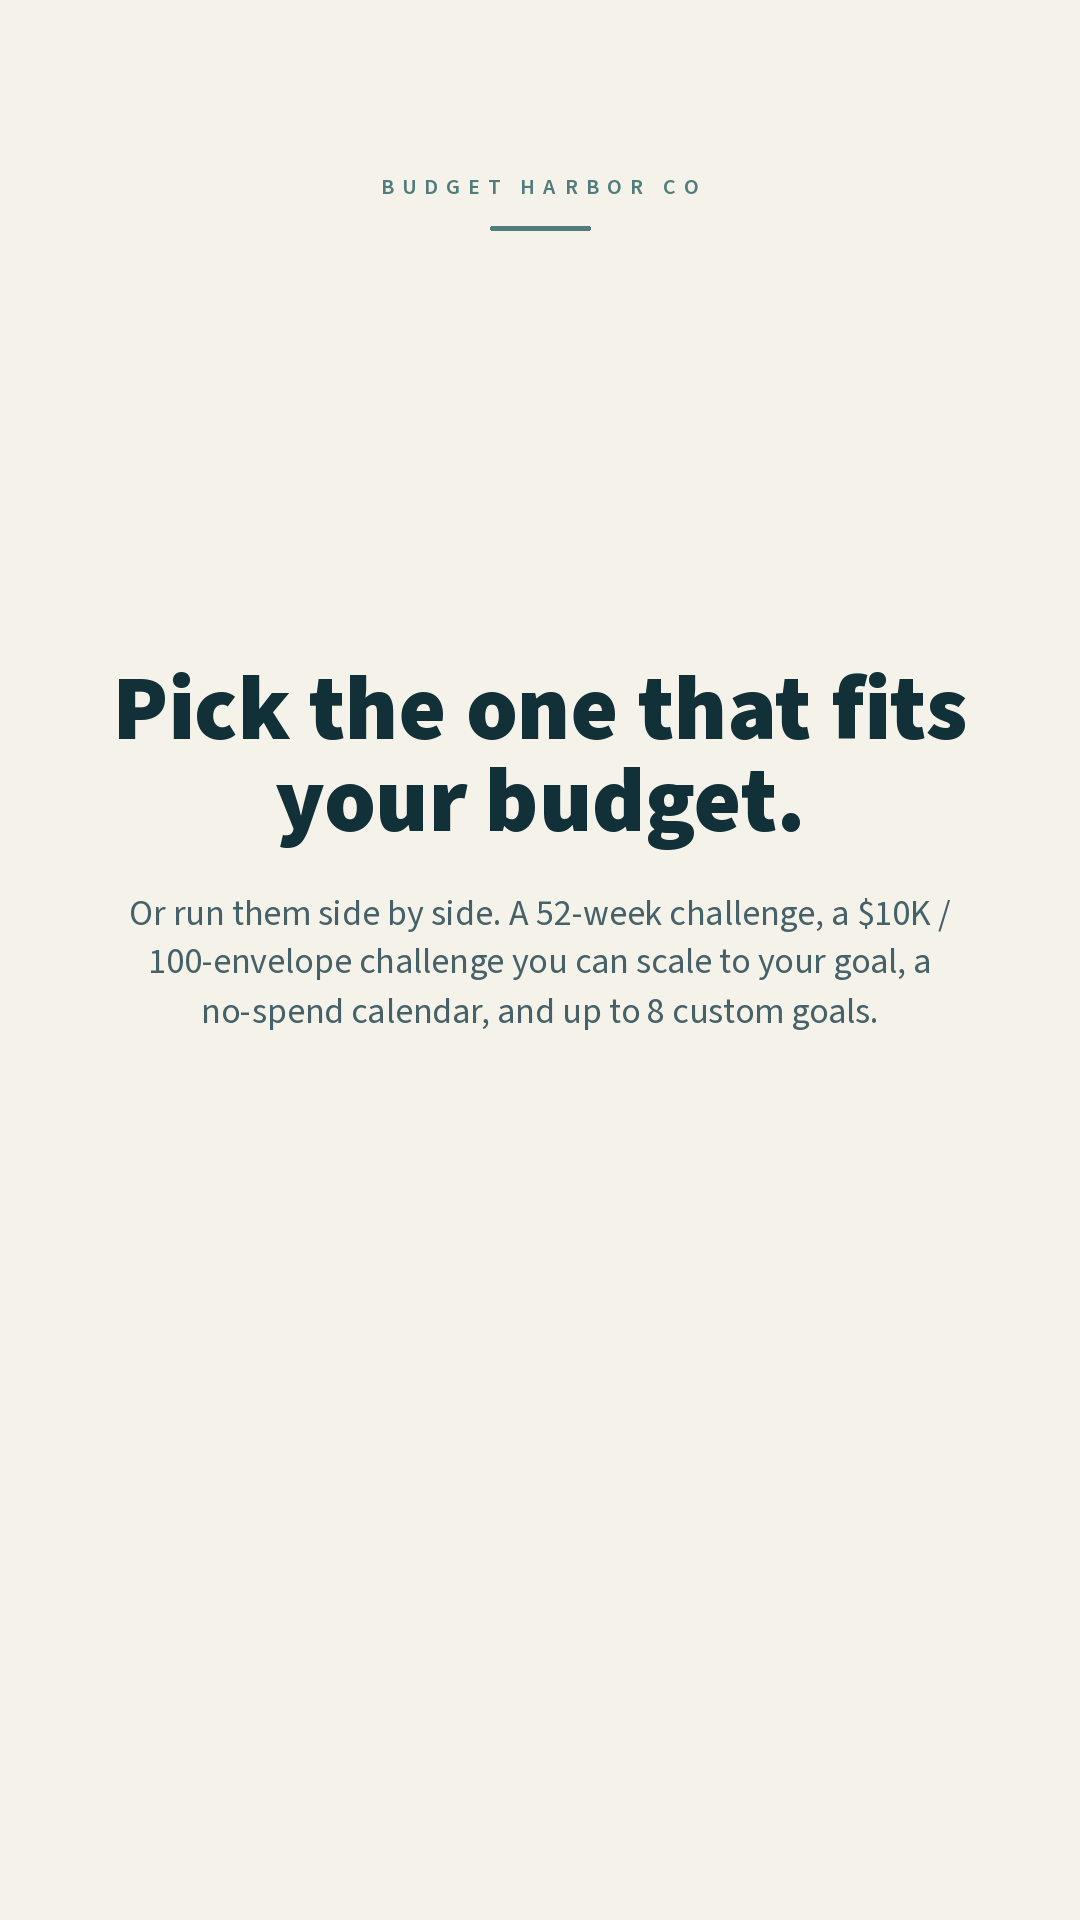 BUDGET HARBOR CO
Pick the one that fits
your budget.
Or run them side by side. A 52-week challenge, a $10K /
100-envelope challenge you can scale to your goal, a
no-spend calendar, and up to 8 custom goals.